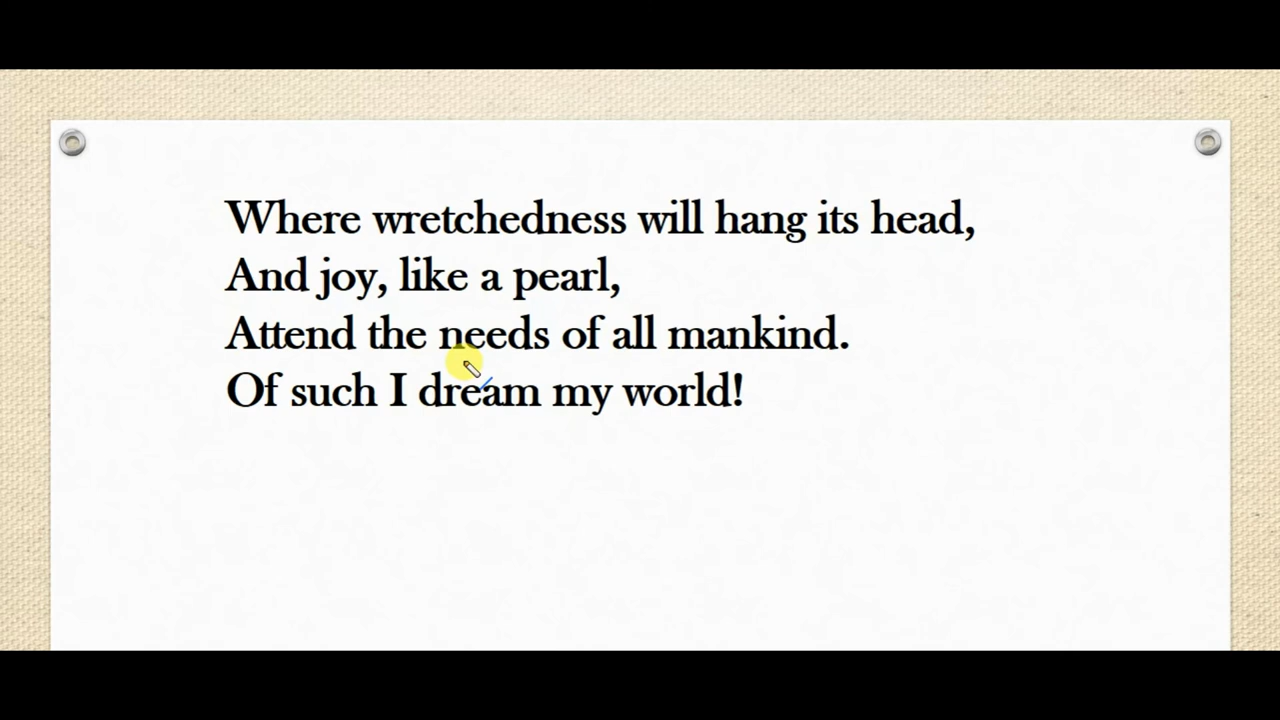 Where wretchedness will hang its head,
And joy, like a pearl,
Attend the needs of all mankind.
Of such I dream my world!